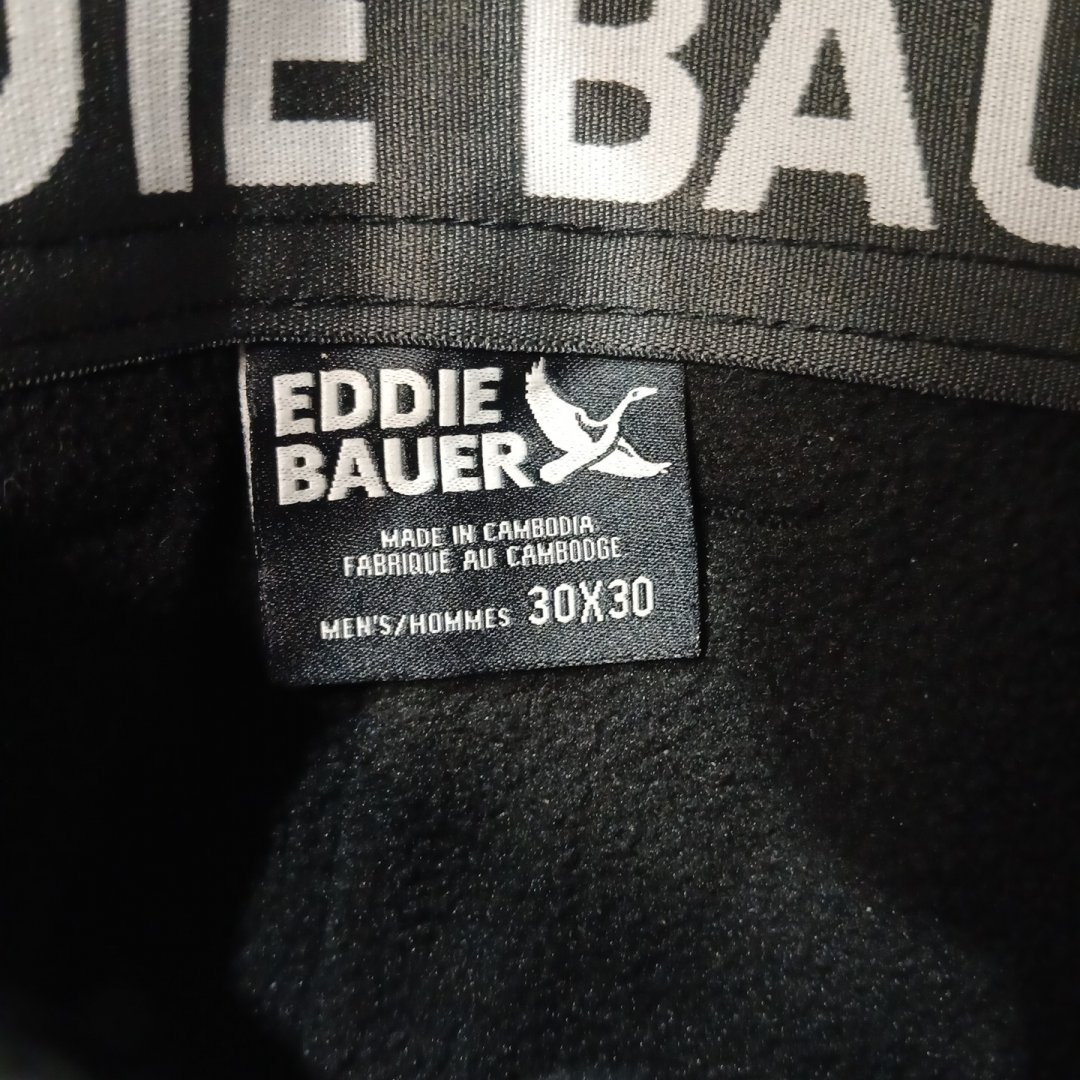 DIE BAU
EDDIE
BAUER
MADE IN CAMBODIA
FABRIQUE AU CAMBODGE
MEN'S/HOMMES 30X30